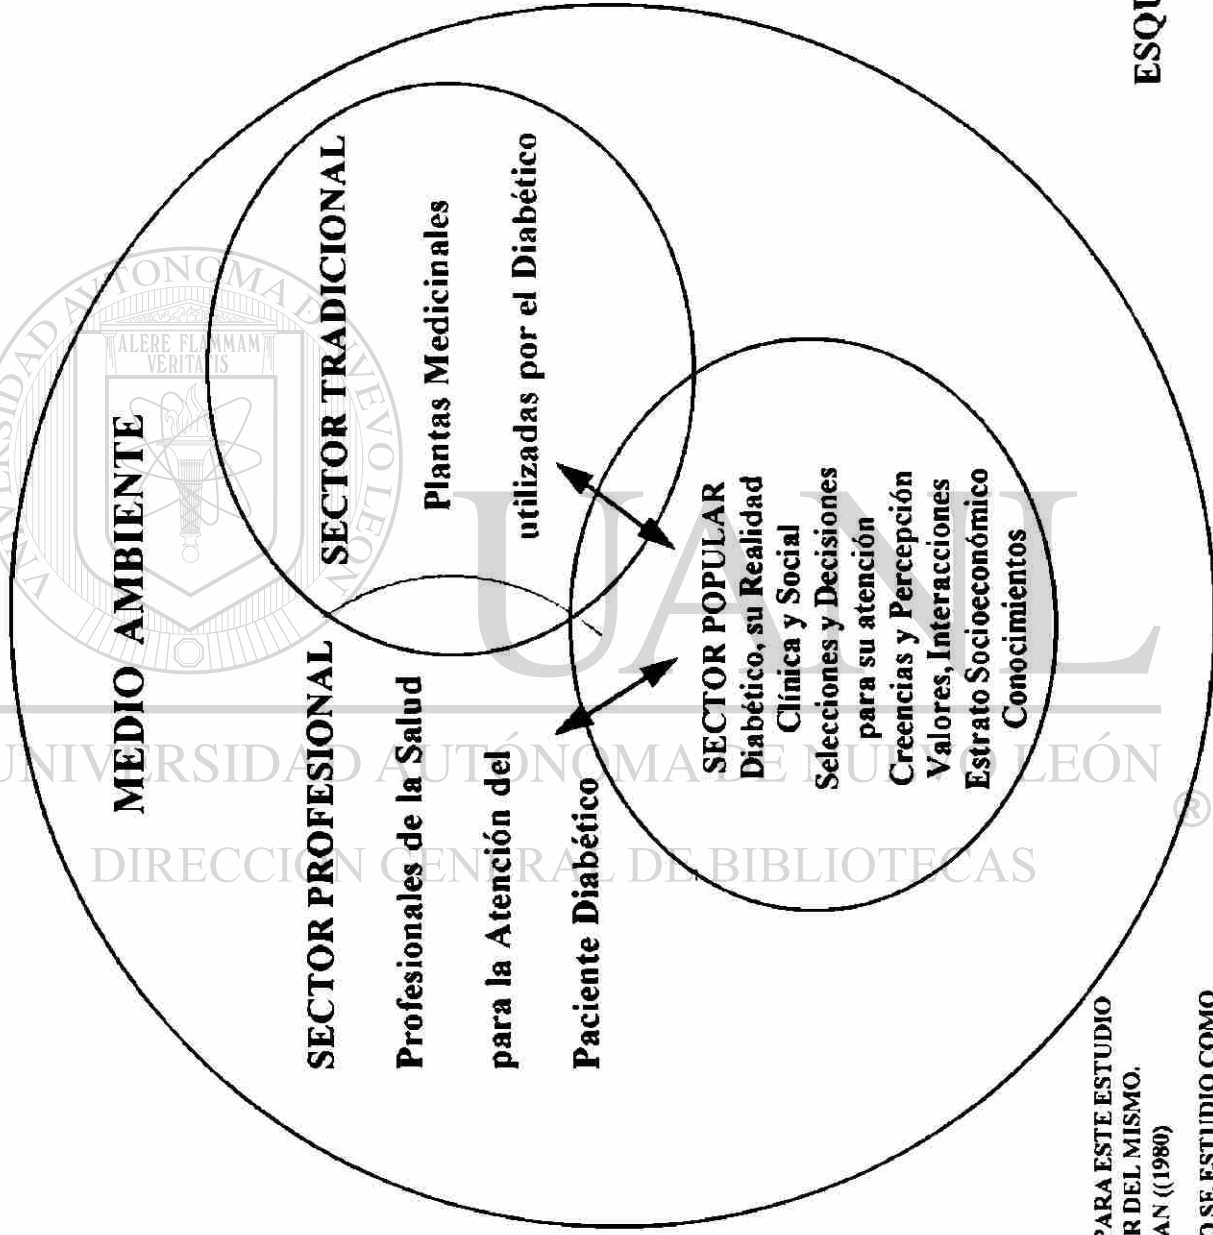 MEDIO AMBIENTE
SECTOR PROFESIONAL
Profesionales de la Salud
para la Atención del
Paciente Diabético
SECTOR TRADICIONAL
Plantas Medicinales
utilizadas por el Diabético
SECTOR POPULAR
Diabético, su Realidad
Clínica y Social
Selecciones y Decisiones
para su atención
Creencias y Percepción
Valores, Interacciones
Estrato Socioeconómico
Conocimientos
PARA ESTE ESTUDIO
R DEL MISMO.
AN ((1980)
SE ESTUDIO COMO
ESQU
ALERE FLAMMAM
VERITATIS
UANL
UNIVERSIDAD AUTÓNOMA DE NUEVO LEÓN
®
DIRECCIÓN GENERAL DE BIBLIOTECAS